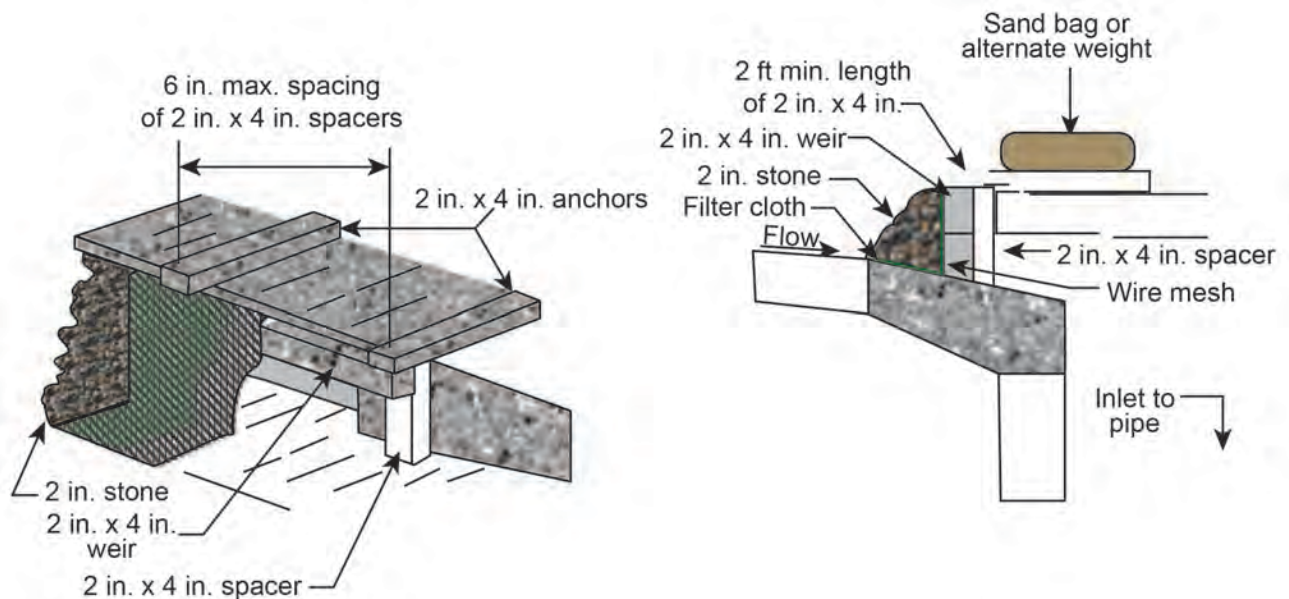 6 in. max. spacing
of 2 in. x 4 in. spacers
2 in. x 4 in. anchors
2 in. stone
2 in. x 4 in.
weir
2 in. x 4 in. spacer
Sand bag or
alternate weight
2 ft min. length
of 2 in. x 4 in.
2 in. x 4 in. weir
2 in. stone
Filter cloth
Flow
2 in. x 4 in. spacer
Wire mesh
Inlet to
pipe